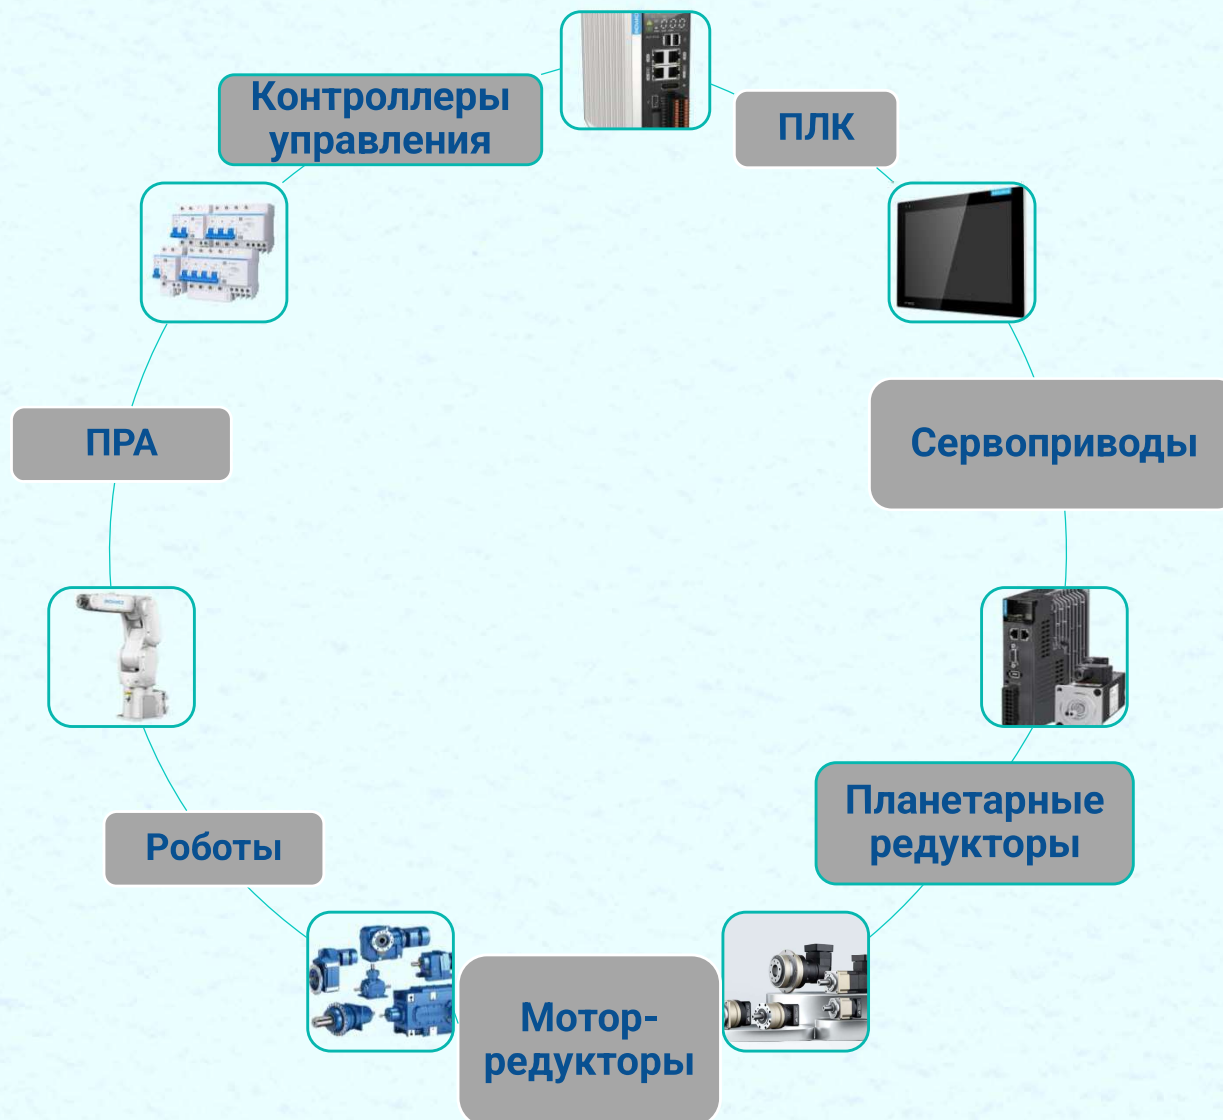 Контроллеры
управления
ПЛК
ПРА
Сервоприводы
Планетарные
редукторы
Роботы
Мотор-
редукторы